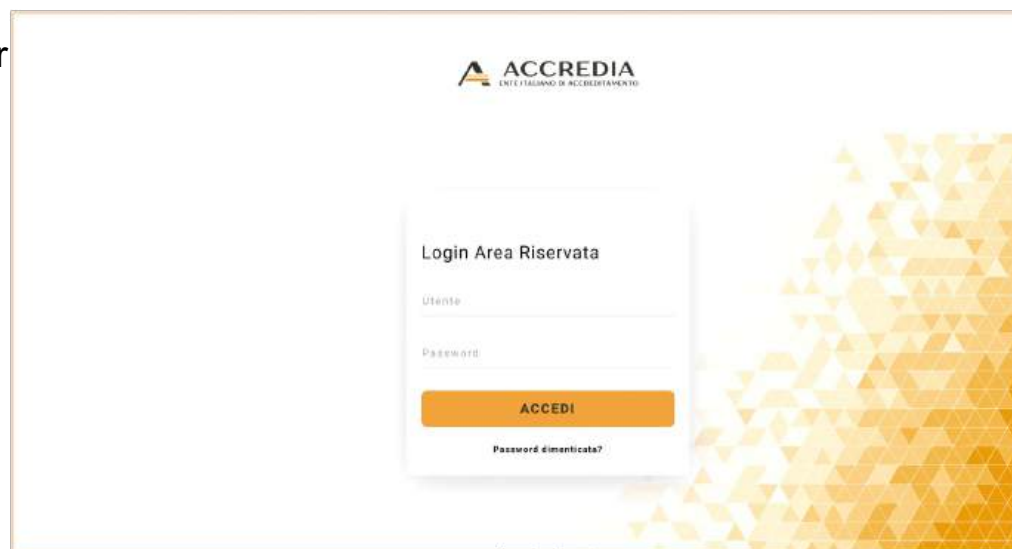 r
ACCREDIA
ENTE ITALIANO DI ACCREDITAMENTO
Login Area Riservata
Utente
Password
ACCEDI
Password dimenticata?